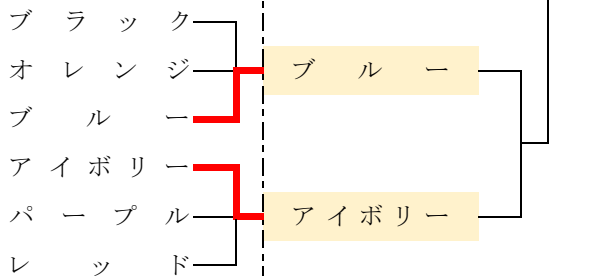 ブラック
オレンジ
ブルー
アイボリー
パープル
レッド
ブルー
アイボリー